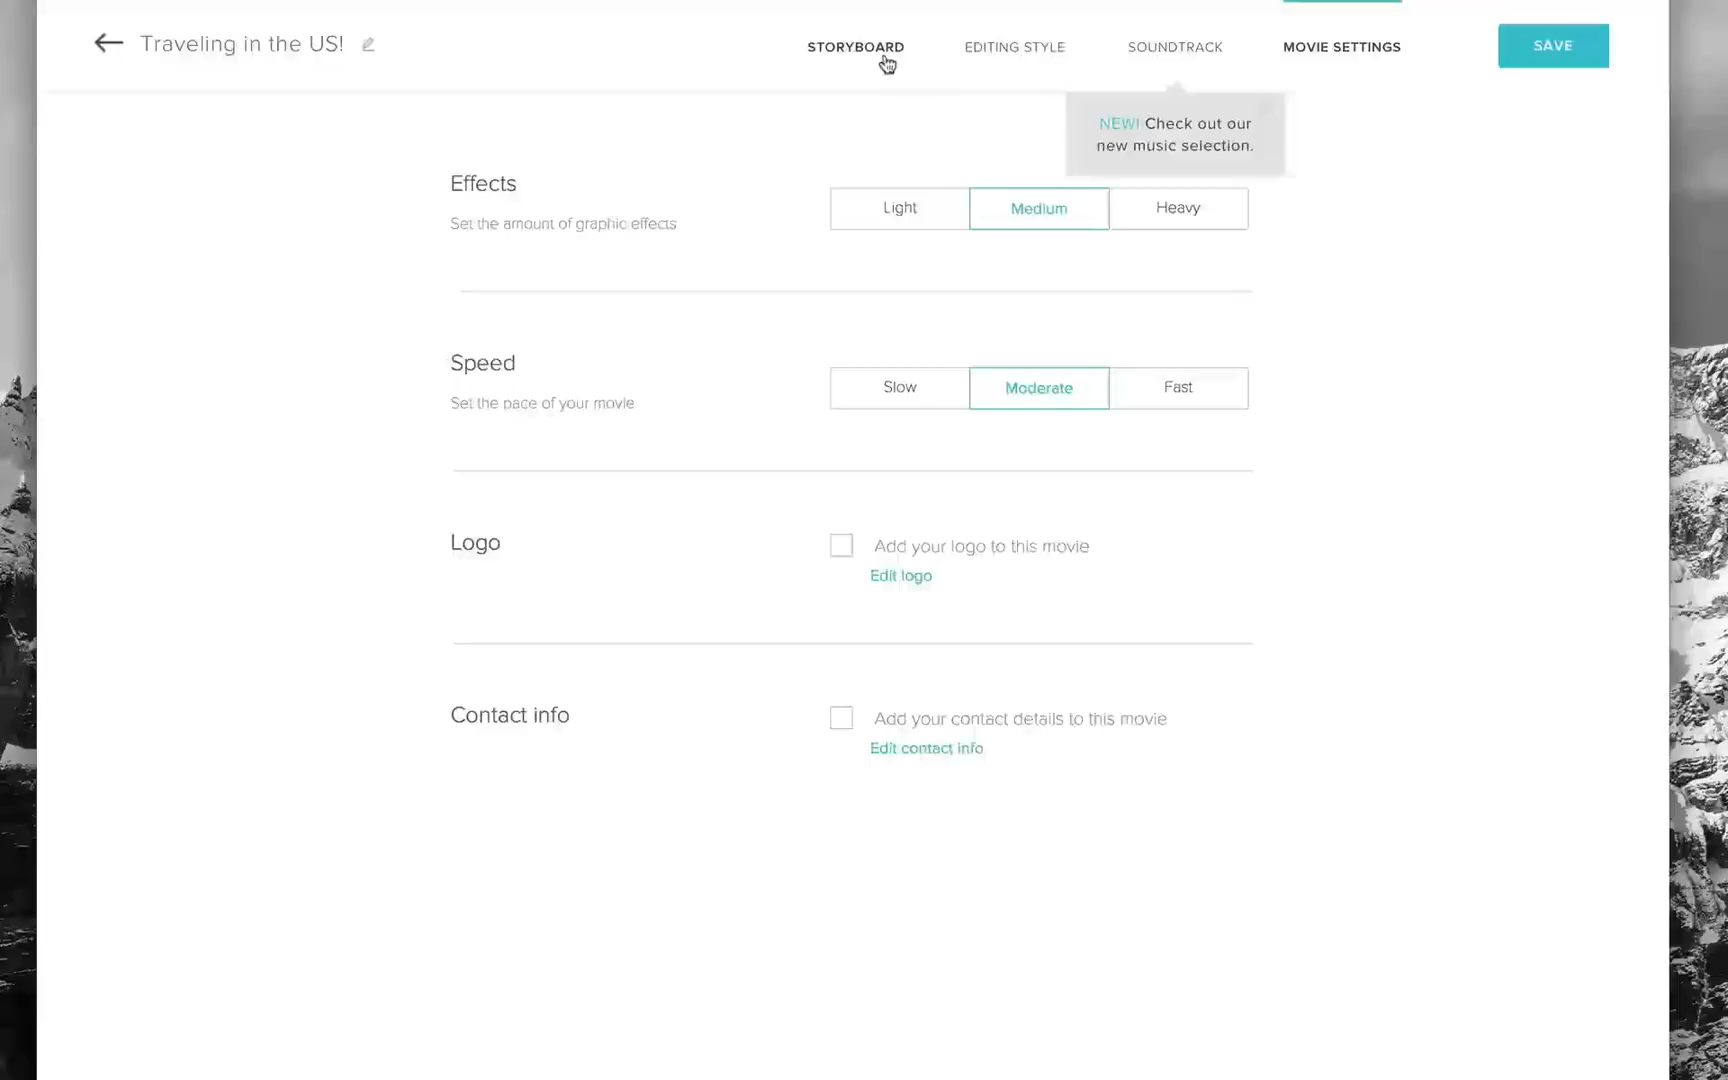 Traveling in the US!
STORYBOARD
EDITING STYLE
SOUNDTRACK
MOVIE SETTINGS
SAVE
NEW! Check out our
new music selection.
Effects
Set the amount of graphic effects
Light
Medium
Heavy
Speed
Set the pace of your movie
Slow
Moderate
Fast
Logo
Add your logo to this movie
Edit logo
Contact info
Add your contact details to this movie
Edit contact info